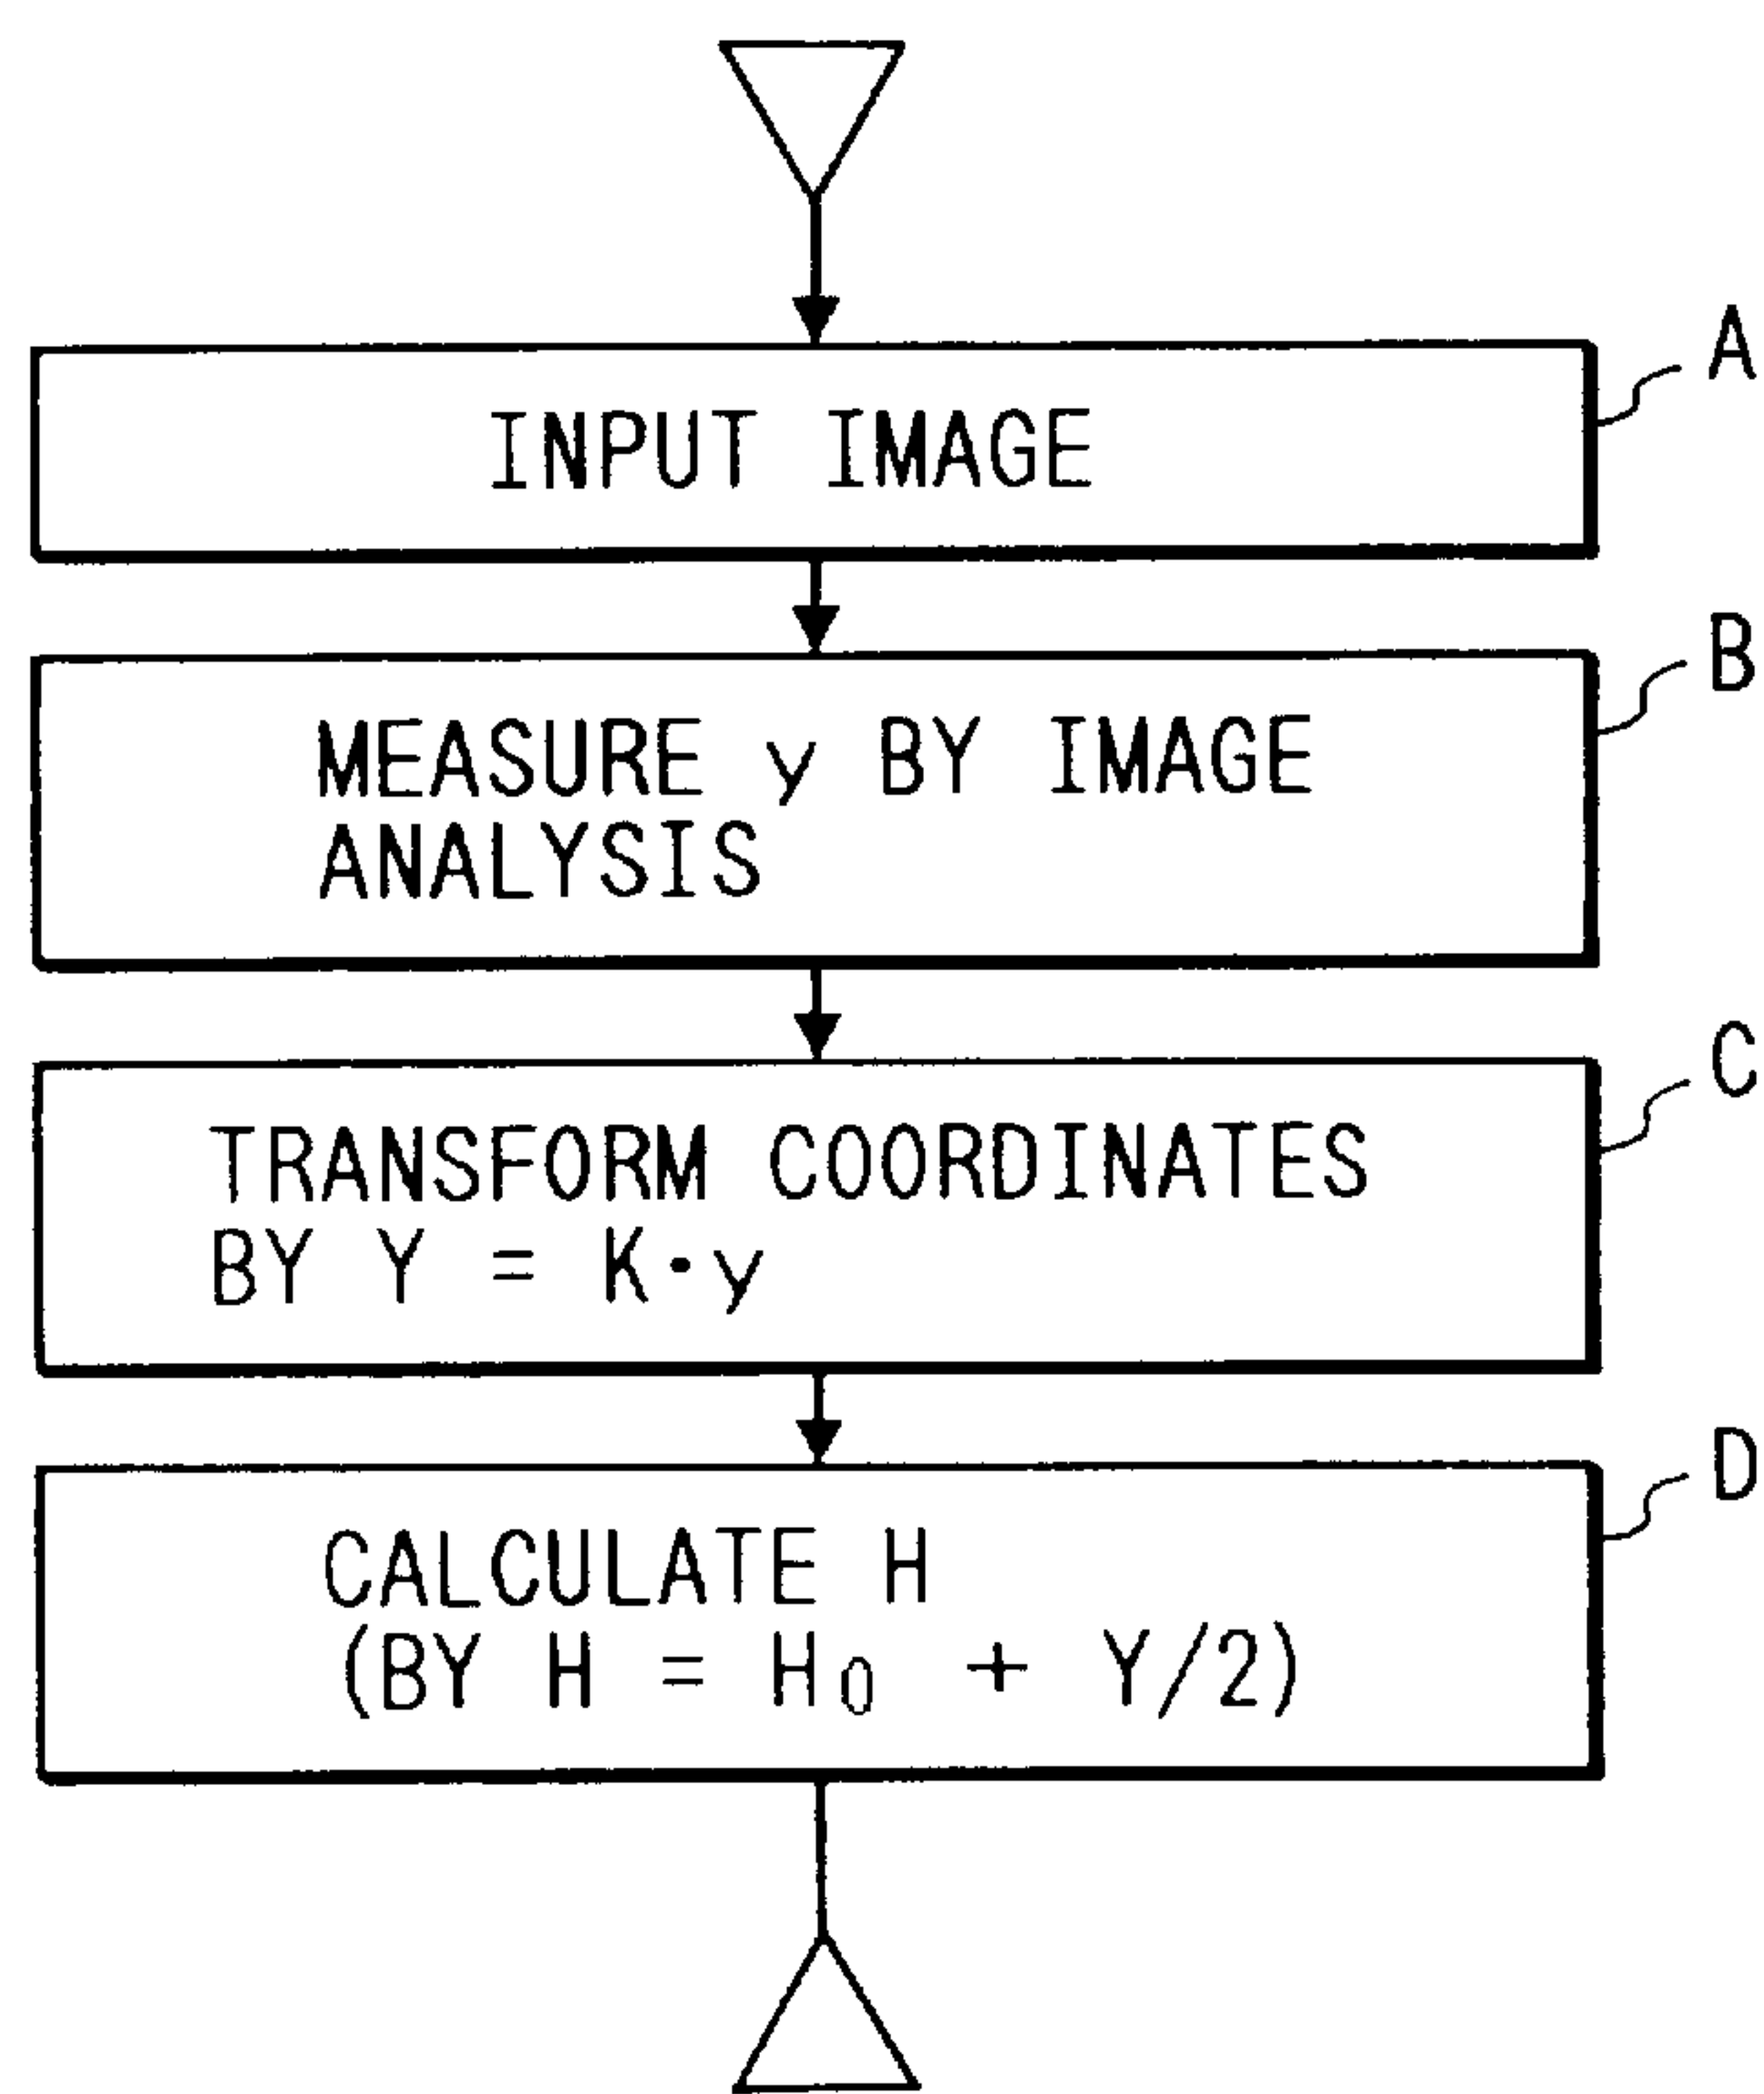 A
INPUT IMAGE
B
MEASURE y BY IMAGE
ANALYSIS
C
TRANSFORM COORDINATES
BY Y = K·y
D
CALCULATE H
(BY H = H₀ + Y/2)